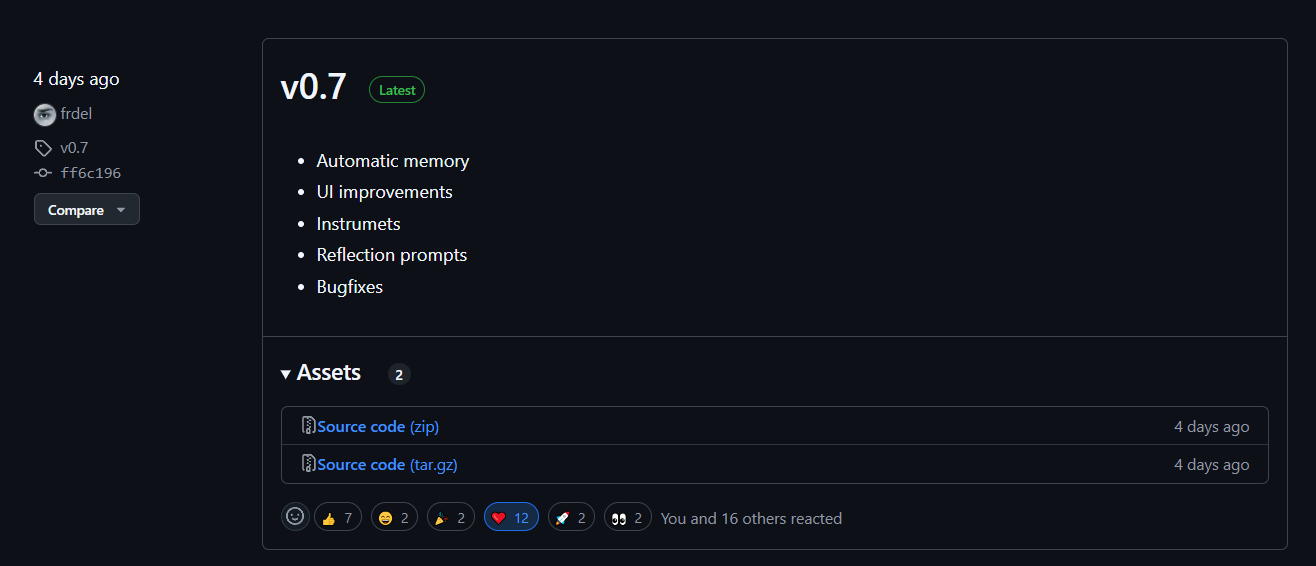 4 days ago
frdel
v0.7
ff6c196
Compare
v0.7 Latest
Automatic memory
UI improvements
Instrumets
Reflection prompts
Bugfixes
Assets 2
Source code (zip) 4 days ago
Source code (tar.gz) 4 days ago
7 2 2 12 2 2 You and 16 others reacted